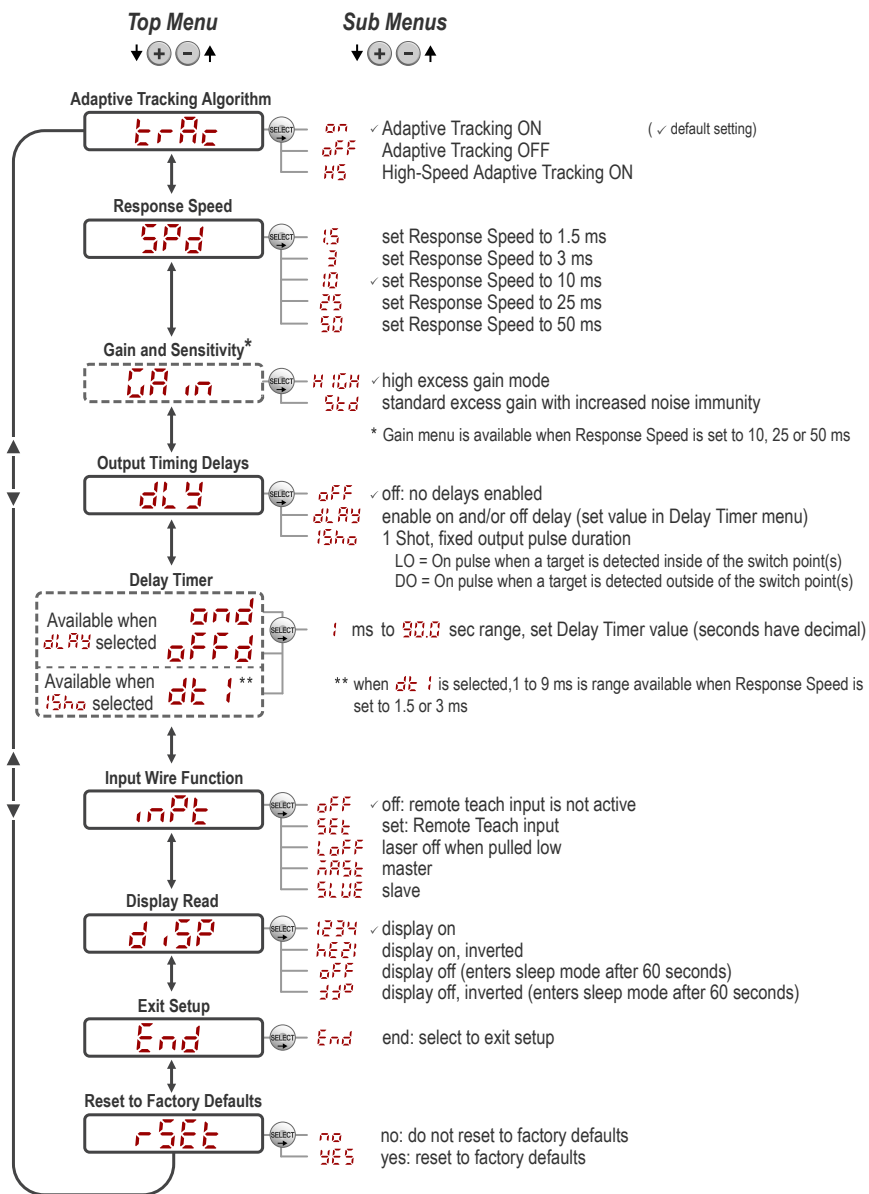 Top Menu Sub Menus
+ - + -
Adaptive Tracking Algorithm
trAc SELECT on ✓ Adaptive Tracking ON ( ✓ default setting)
oFF Adaptive Tracking OFF
HS High-Speed Adaptive Tracking ON
Response Speed
SPd SELECT 1.5 set Response Speed to 1.5 ms
3 set Response Speed to 3 ms
10 ✓ set Response Speed to 10 ms
25 set Response Speed to 25 ms
50 set Response Speed to 50 ms
Gain and Sensitivity*
GAin SELECT HIGH ✓ high excess gain mode
Std standard excess gain with increased noise immunity
* Gain menu is available when Response Speed is set to 10, 25 or 50 ms
Output Timing Delays
dLY SELECT oFF ✓ off: no delays enabled
dLAY enable on and/or off delay (set value in Delay Timer menu)
1Sho 1 Shot, fixed output pulse duration
LO = On pulse when a target is detected inside of the switch point(s)
DO = On pulse when a target is detected outside of the switch point(s)
Delay Timer
Available when dLAY selected ond oFFd SELECT 1 ms to 90.0 sec range, set Delay Timer value (seconds have decimal)
Available when 1Sho selected dt1 **
** when dt1 is selected,1 to 9 ms is range available when Response Speed is
set to 1.5 or 3 ms
Input Wire Function
inPt SELECT oFF ✓ off: remote teach input is not active
SEt set: Remote Teach input
LoFF laser off when pulled low
mASt master
SLVE slave
Display Read
diSP SELECT 1234 ✓ display on
hEZ1 display on, inverted
oFF display off (enters sleep mode after 60 seconds)
display off, inverted (enters sleep mode after 60 seconds)
Exit Setup
End SELECT End end: select to exit setup
Reset to Factory Defaults
rSEt SELECT no no: do not reset to factory defaults
YES yes: reset to factory defaults